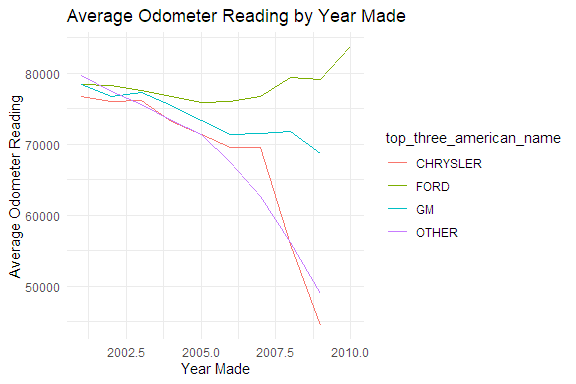 Average Odometer Reading by Year Made
80000
70000
60000
50000
Average Odometer Reading
2002.5
2005.0
2007.5
2010.0
Year Made
top_three_american_name
CHRYSLER
FORD
GM
OTHER